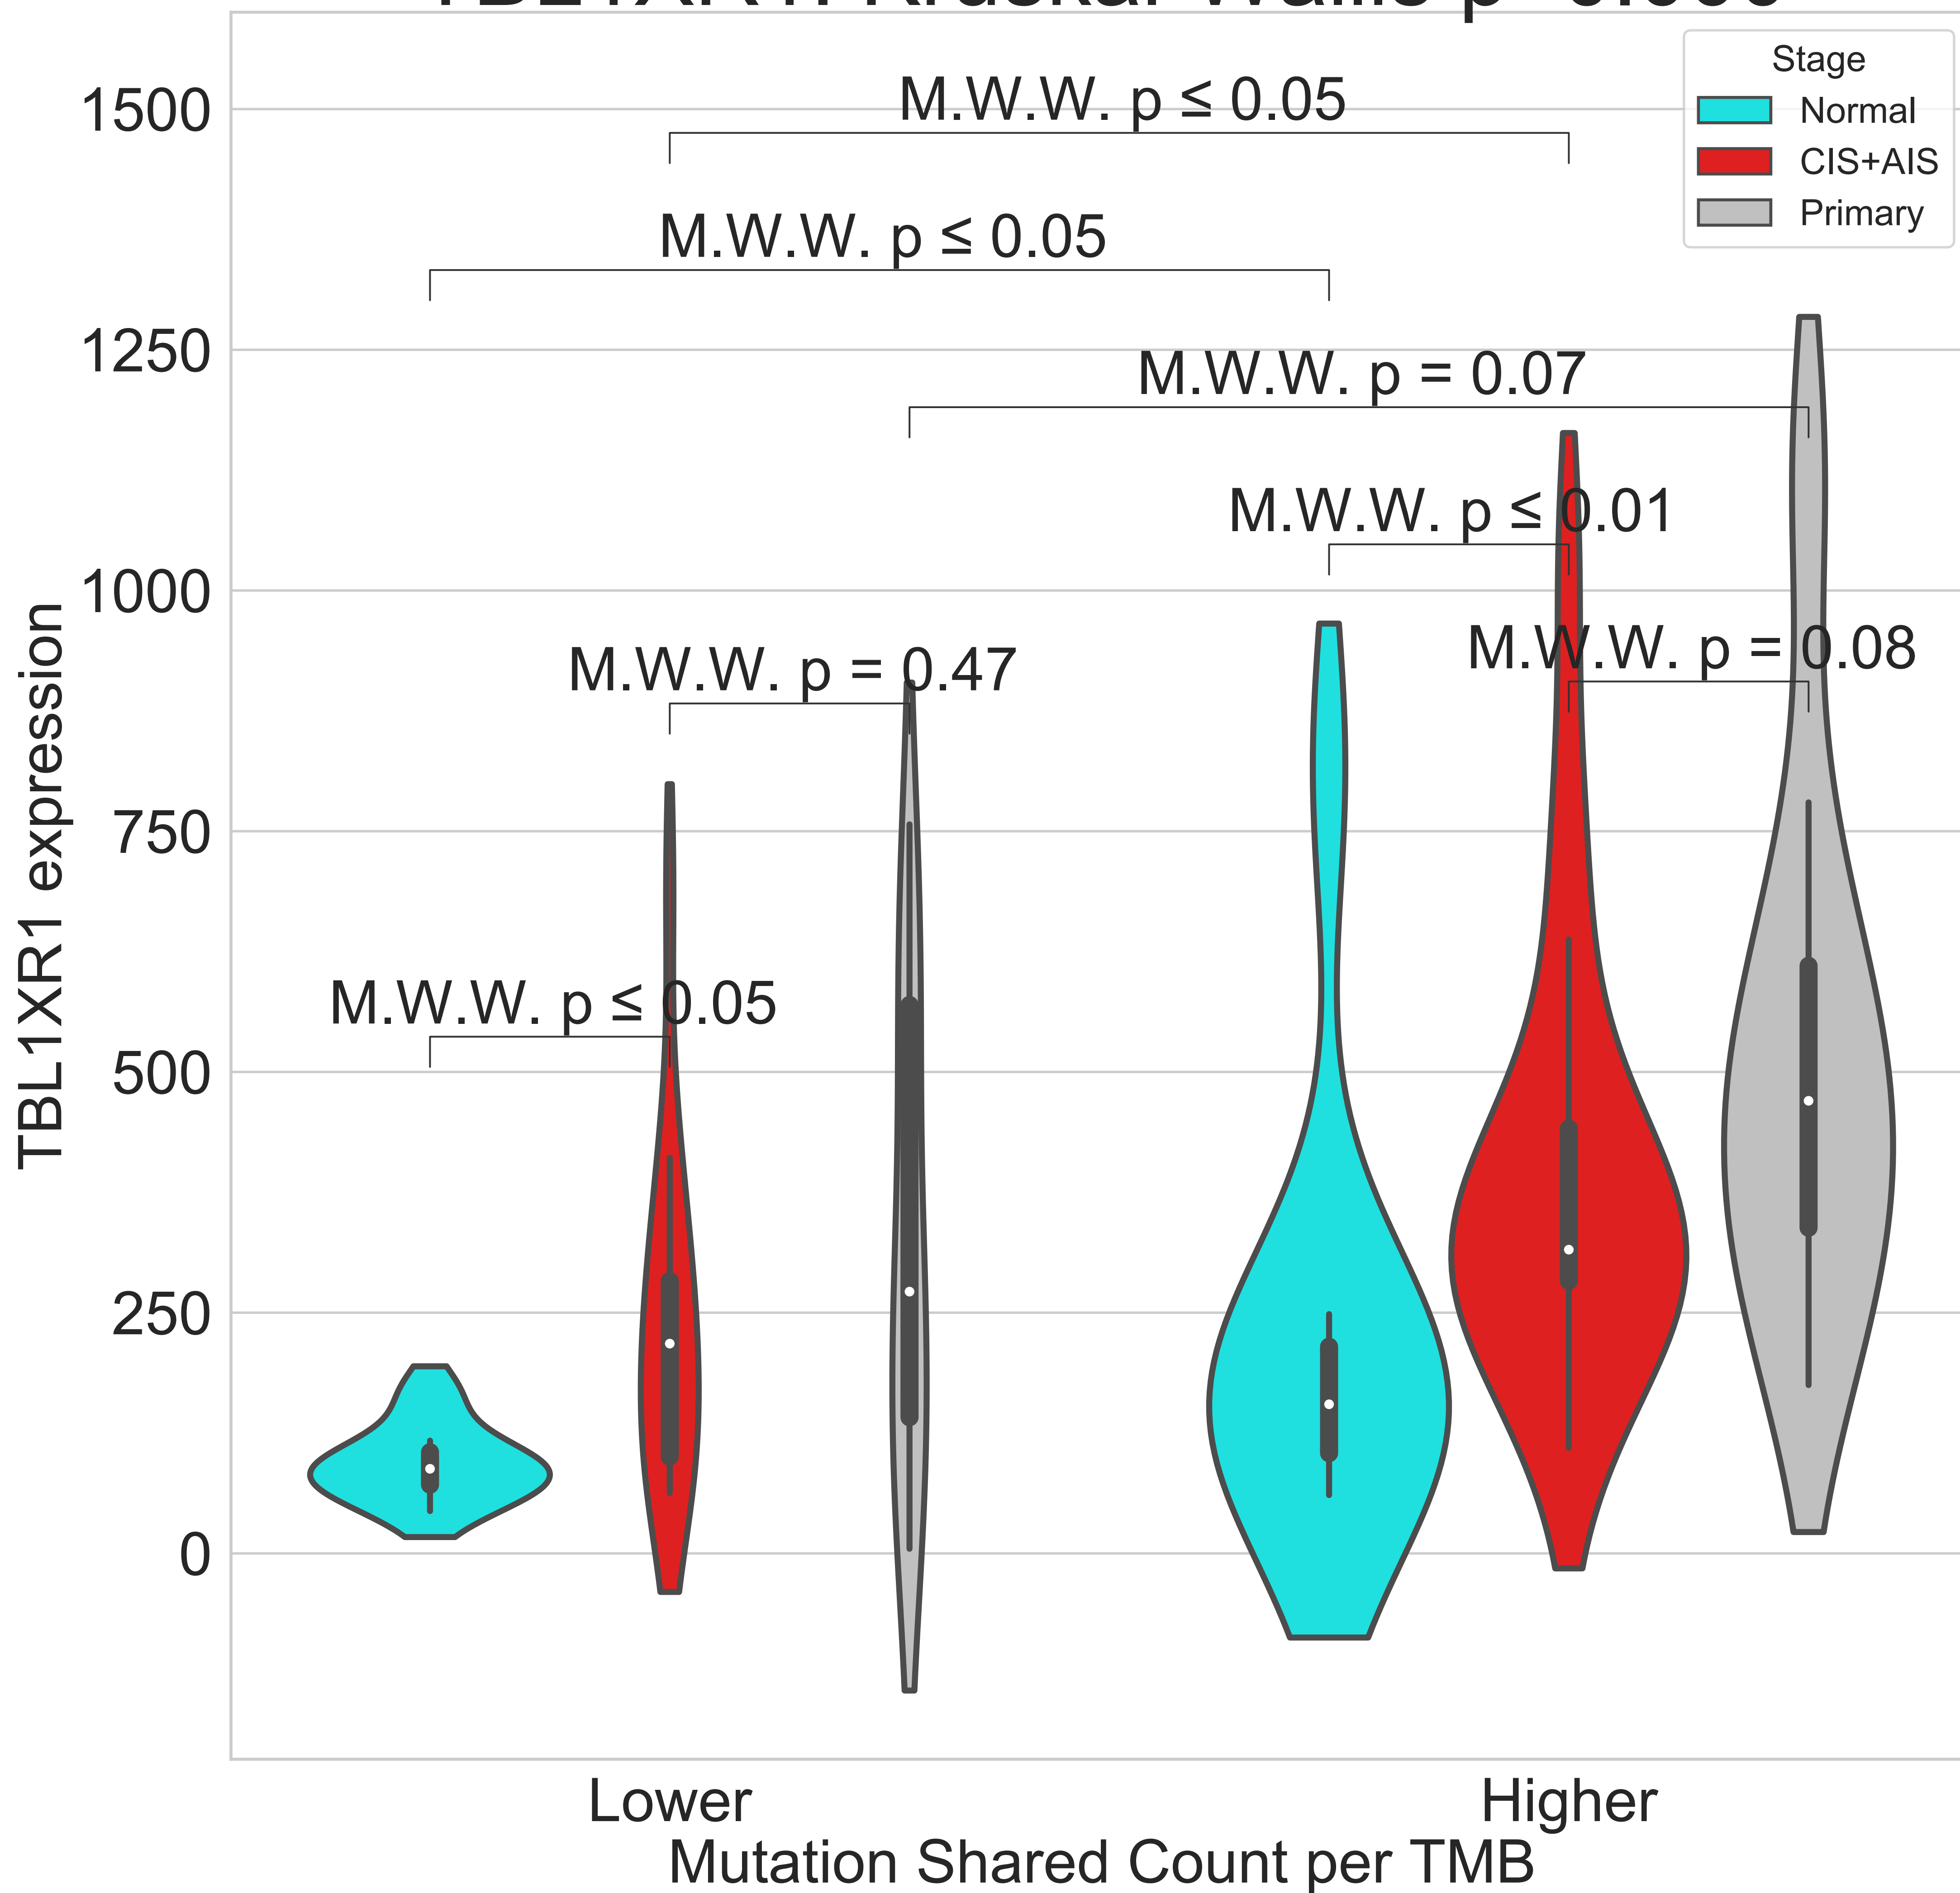 1500
1250
1000
750
500
250
0
TBL1XR1 expression
M.W.W. p ≤ 0.05
M.W.W. p ≤ 0.05
M.W.W. p = 0.07
M.W.W. p ≤ 0.01
M.W.W. p = 0.08
M.W.W. p = 0.47
M.W.W. p ≤ 0.05
Stage
Normal
CIS+AIS
Primary
Lower
Higher
Mutation Shared Count per TMB